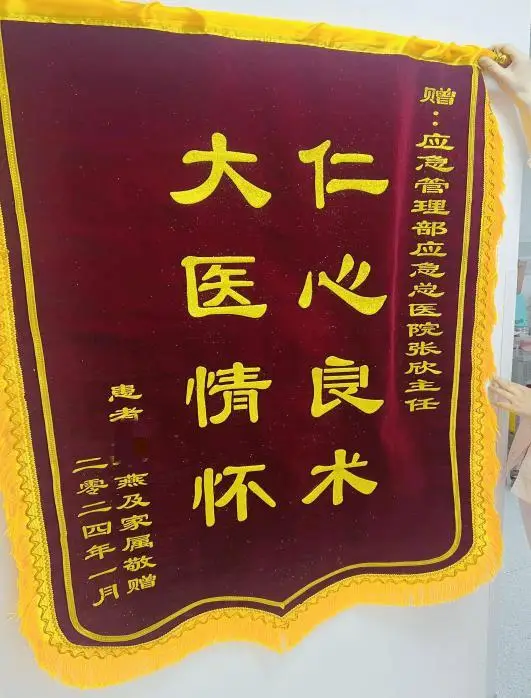 赠：应急管理部应急总医院张欣主任
仁心良术
大医情怀
患者 燕及家属敬赠
二零二四年一月